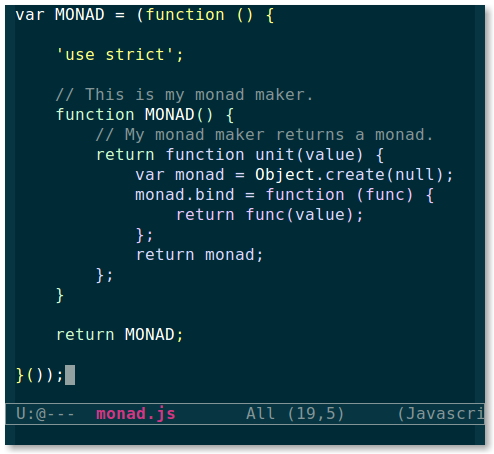 var MONAD = (function () {
'use strict';
// This is my monad maker.
function MONAD() {
// My monad maker returns a monad.
return function unit(value) {
var monad = Object.create(null);
monad.bind = function (func) {
return func(value);
};
return monad;
};
}
return MONAD;
}());
U:@--- monad.js All (19,5) (Javascri